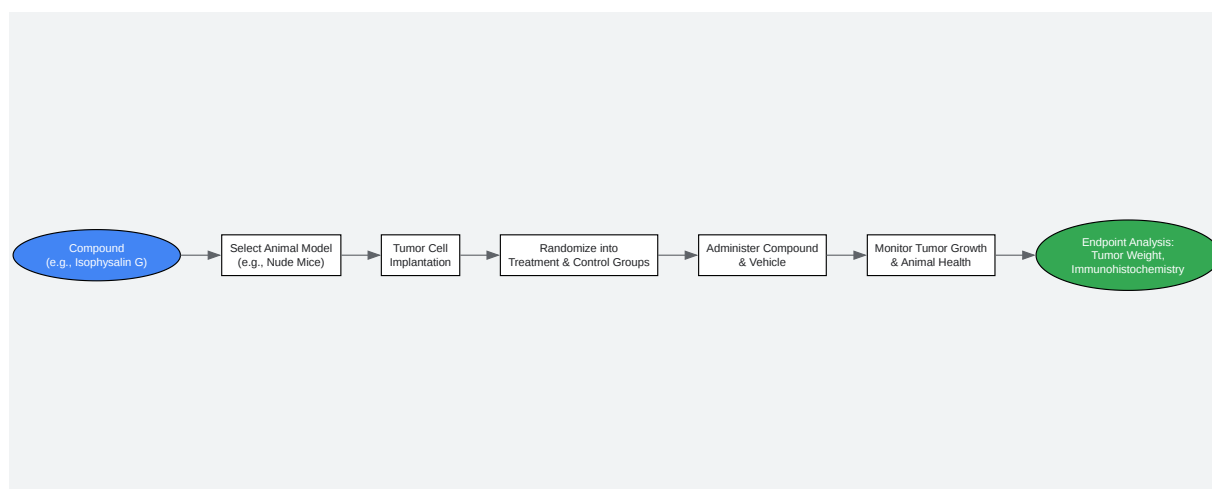 Compound
(e.g., Isophysalin G)
Select Animal Model
(e.g., Nude Mice)
Tumor Cell
Implantation
Randomize into
Treatment & Control Groups
Administer Compound
& Vehicle
Monitor Tumor Growth
& Animal Health
Endpoint Analysis:
Tumor Weight,
Immunohistochemistry